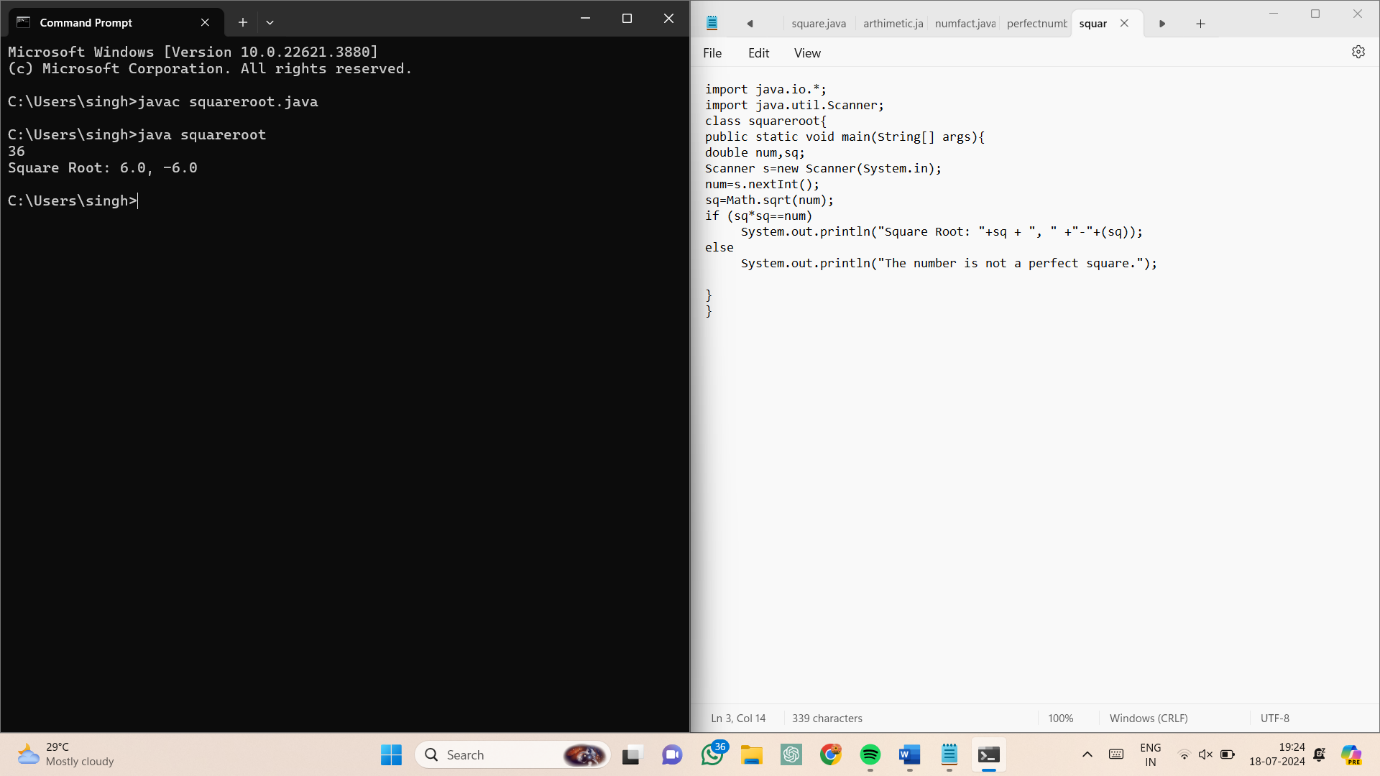 Command Prompt
Microsoft Windows [Version 10.0.22621.3880]
(c) Microsoft Corporation. All rights reserved.
C:\Users\singh>javac squareroot.java
C:\Users\singh>java squareroot
36
Square Root: 6.0, -6.0
C:\Users\singh>
square.java arthimetic.ja numfact.java perfectnumb squar
File Edit View
import java.io.*;
import java.util.Scanner;
class squareroot{
public static void main(String[] args){
double num,sq;
Scanner s=new Scanner(System.in);
num=s.nextInt();
sq=Math.sqrt(num);
if (sq*sq==num)
System.out.println("Square Root: "+sq + ", " +"-"+(sq));
else
System.out.println("The number is not a perfect square.");
}
}
Ln 3, Col 14 339 characters 100% Windows (CRLF) UTF-8
29°C
Mostly cloudy
Search
36
ENG
IN
19:24
18-07-2024
PRE